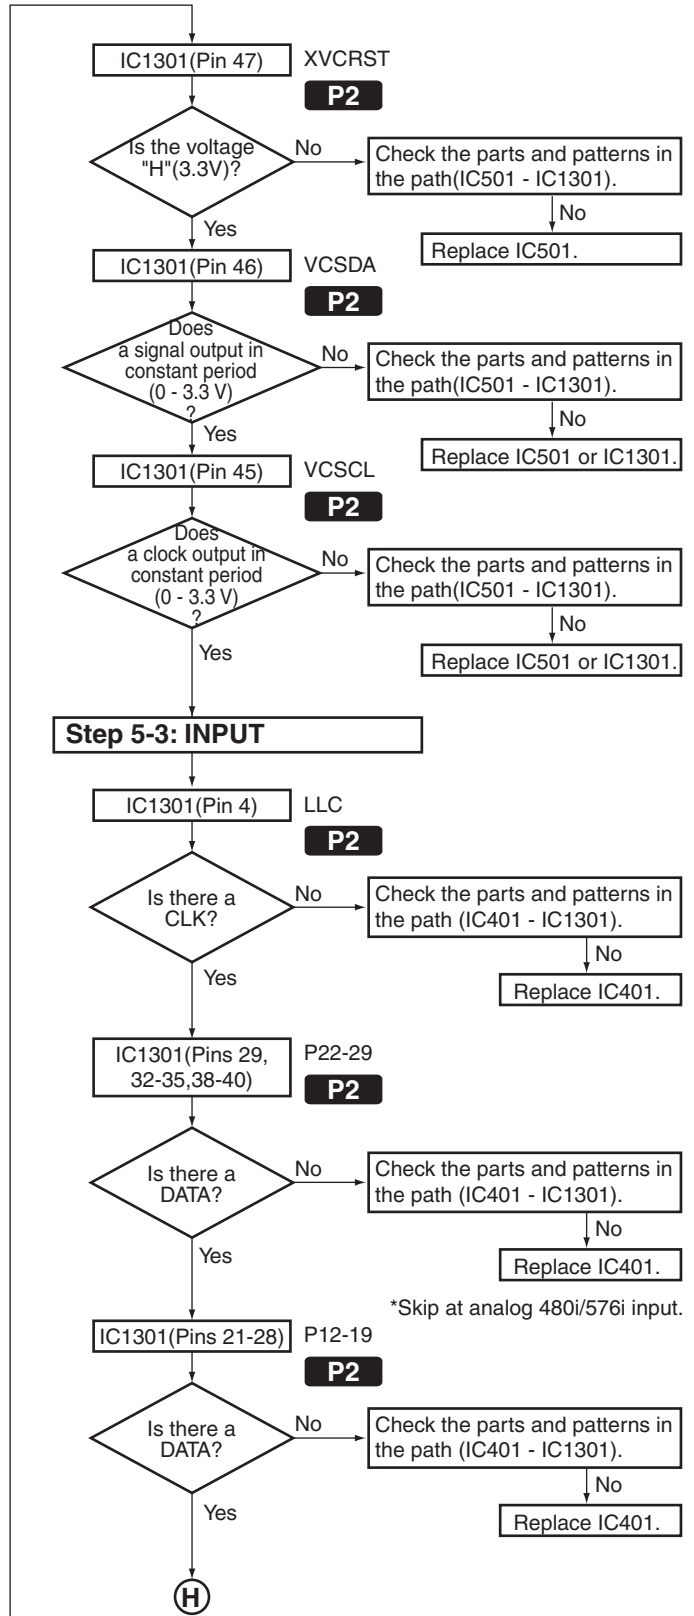 IC1301(Pin 47)
XVCRST
P2
Is the voltage
"H"(3.3V)?
No
Check the parts and patterns in
the path(IC501 - IC1301).
No
Replace IC501.
Yes
IC1301(Pin 46)
VCSDA
P2
Does
a signal output in
constant period
(0 - 3.3 V)
?
No
Check the parts and patterns in
the path(IC501 - IC1301).
No
Replace IC501 or IC1301.
Yes
IC1301(Pin 45)
VCSCL
P2
Does
a clock output in
constant period
(0 - 3.3 V)
?
No
Check the parts and patterns in
the path(IC501 - IC1301).
No
Replace IC501 or IC1301.
Yes
Step 5-3: INPUT
IC1301(Pin 4)
LLC
P2
Is there a
CLK?
No
Check the parts and patterns in
the path (IC401 - IC1301).
No
Replace IC401.
Yes
IC1301(Pins 29,
32-35,38-40)
P22-29
P2
Is there a
DATA?
No
Check the parts and patterns in
the path (IC401 - IC1301).
No
Replace IC401.
Yes
*Skip at analog 480i/576i input.
IC1301(Pins 21-28)
P12-19
P2
Is there a
DATA?
No
Check the parts and patterns in
the path (IC401 - IC1301).
No
Replace IC401.
Yes
H